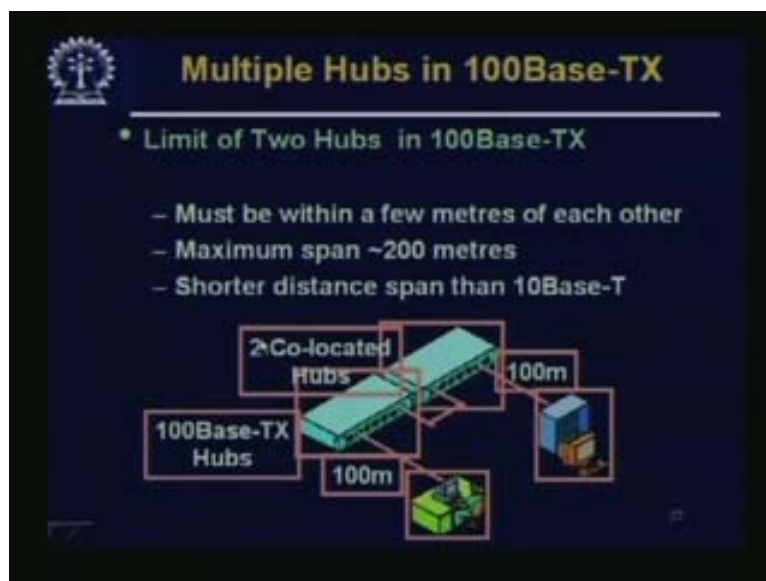 Multiple Hubs in 100Base-TX
• Limit of Two Hubs in 100Base-TX
– Must be within a few metres of each other
– Maximum span ~200 metres
– Shorter distance span than 10Base-T
2 Co-located
Hubs
100m
100Base-TX
Hubs
100m